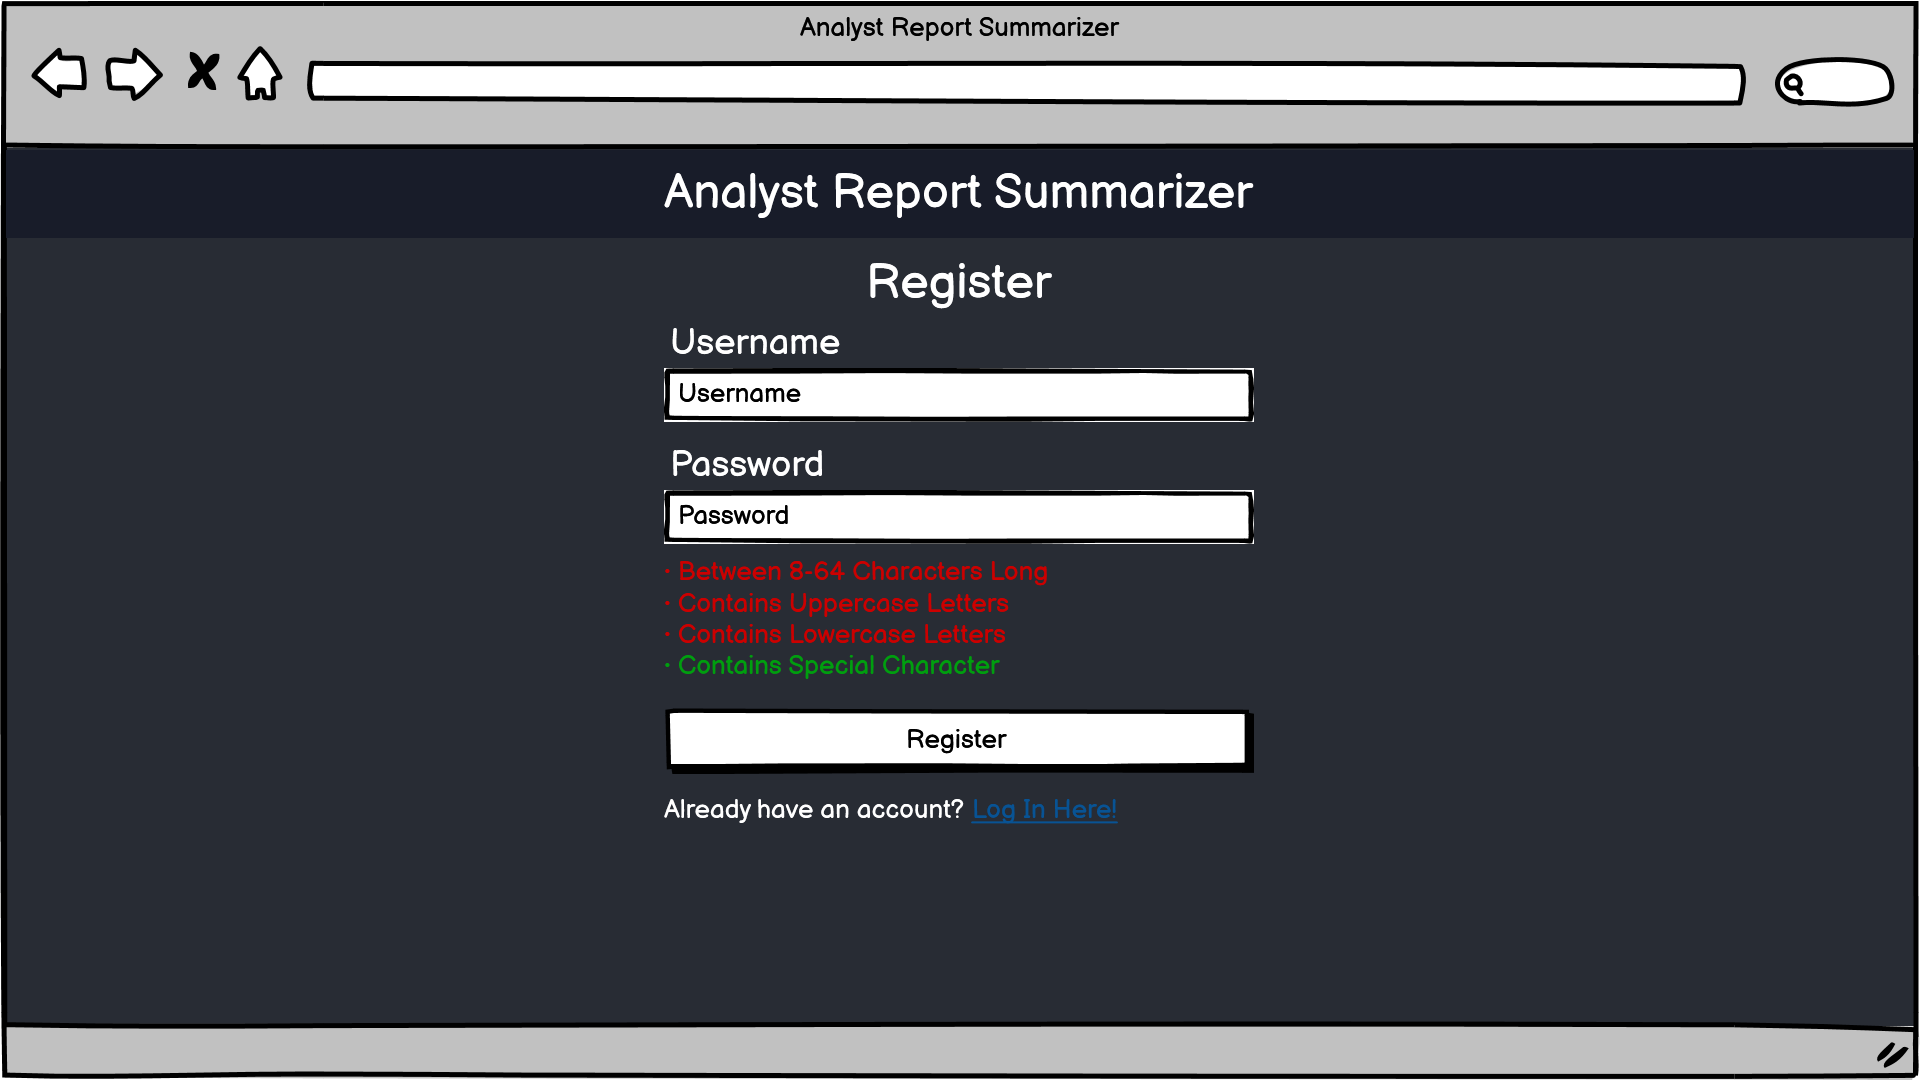 Analyst Report Summarizer
Analyst Report Summarizer
Register
Username
Username
Password
Password
· Between 8-64 Characters Long
· Contains Uppercase Letters
· Contains Lowercase Letters
· Contains Special Character
Register
Already have an account? Log In Here!